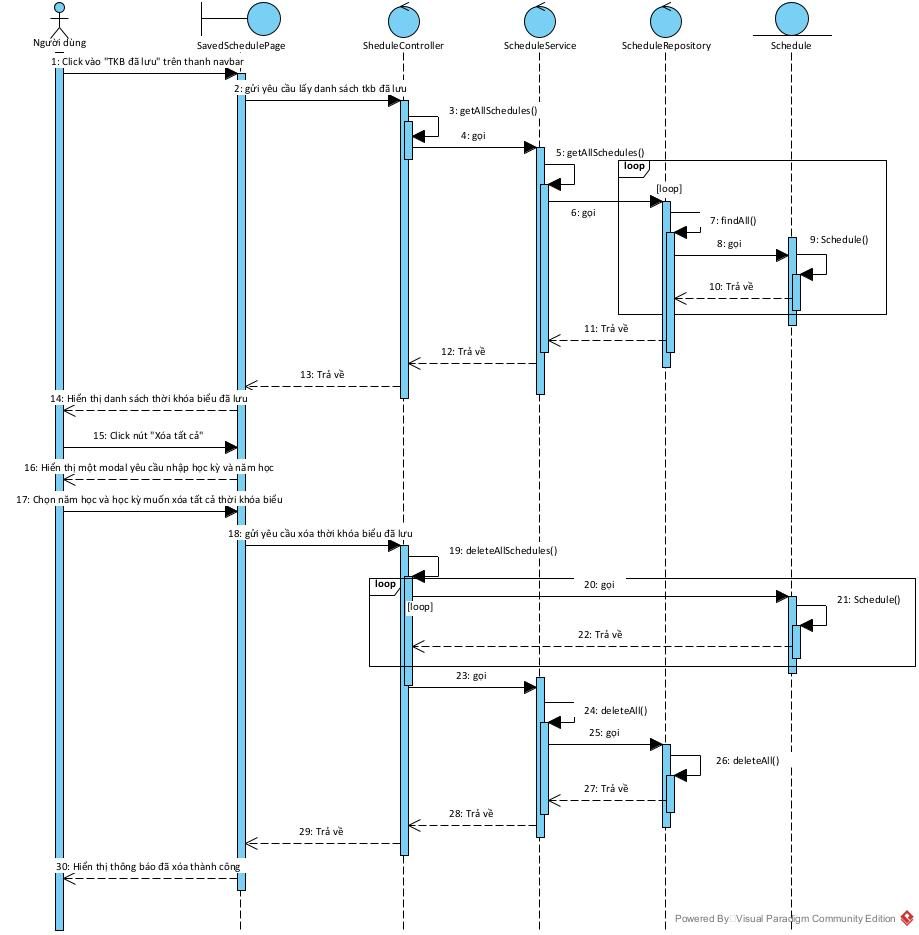 Người dùng
SavedSchedulePage
SheduleController
ScheduleService
ScheduleRepository
Schedule
1: Click vào "TKB đã lưu" trên thanh navbar
2: gửi yêu cầu lấy danh sách tkb đã lưu
3: getAllSchedules()
4: gọi
5: getAllSchedules()
loop
[loop]
6: gọi
7: findAll()
8: gọi
9: Schedule()
10: Trả về
11: Trả về
12: Trả về
13: Trả về
14: Hiển thị danh sách thời khóa biểu đã lưu
15: Click nút "Xóa tất cả"
16: Hiển thị một modal yêu cầu nhập học kỳ và năm học
17: Chọn năm học và học kỳ muốn xóa tất cả thời khóa biểu
18: gửi yêu cầu xóa thời khóa biểu đã lưu
19: deleteAllSchedules()
loop
20: gọi
[loop]
21: Schedule()
22: Trả về
23: gọi
24: deleteAll()
25: gọi
26: deleteAll()
27: Trả về
28: Trả về
29: Trả về
30: Hiển thị thông báo đã xóa thành công
Powered By Visual Paradigm Community Edition